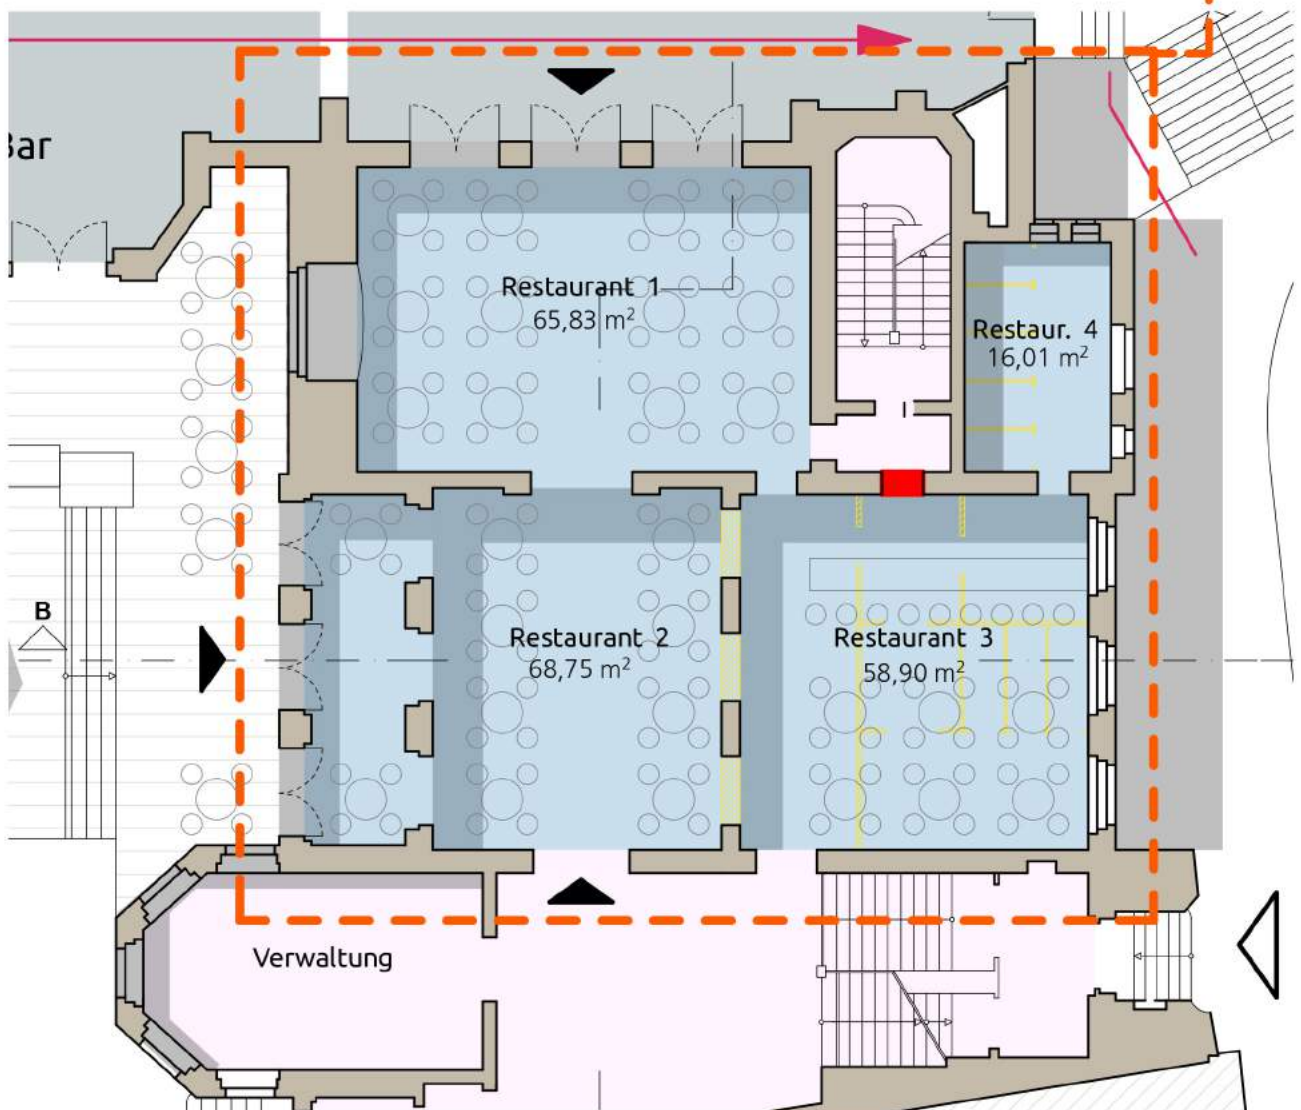 Bar
Restaurant 1
65,83 m²
Restaur. 4
16,01 m²
B
Restaurant 2
68,75 m²
Restaurant 3
58,90 m²
Verwaltung